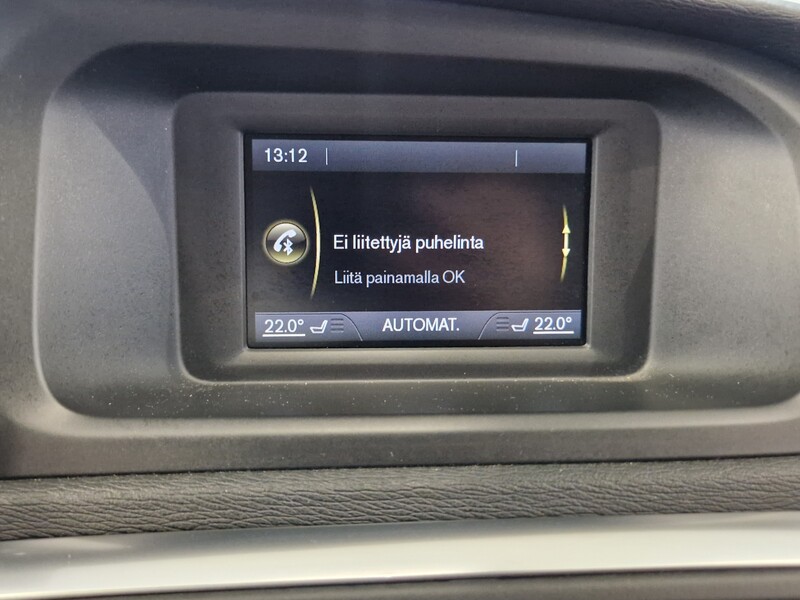 13:12
Ei liitettyjä puhelinta
Liitä painamalla OK
22.0° AUTOMAT. 22.0°